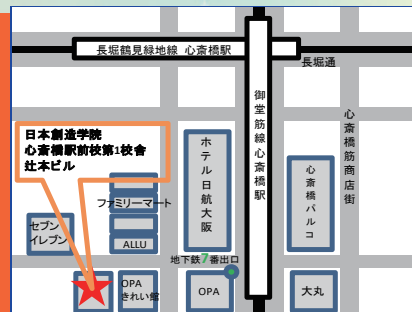 長堀鶴見緑地線 心斎橋駅
長堀通
御堂筋線心斎橋駅
心斎橋筋商店街
日本創造学院
心斎橋駅前校第1校舎
辻本ビル
ホテル日航大阪
心斎橋パルコ
ファミリーマート
セブン
イレブン
ALLU
地下鉄7番出口
OPA
きれい館
OPA
大丸